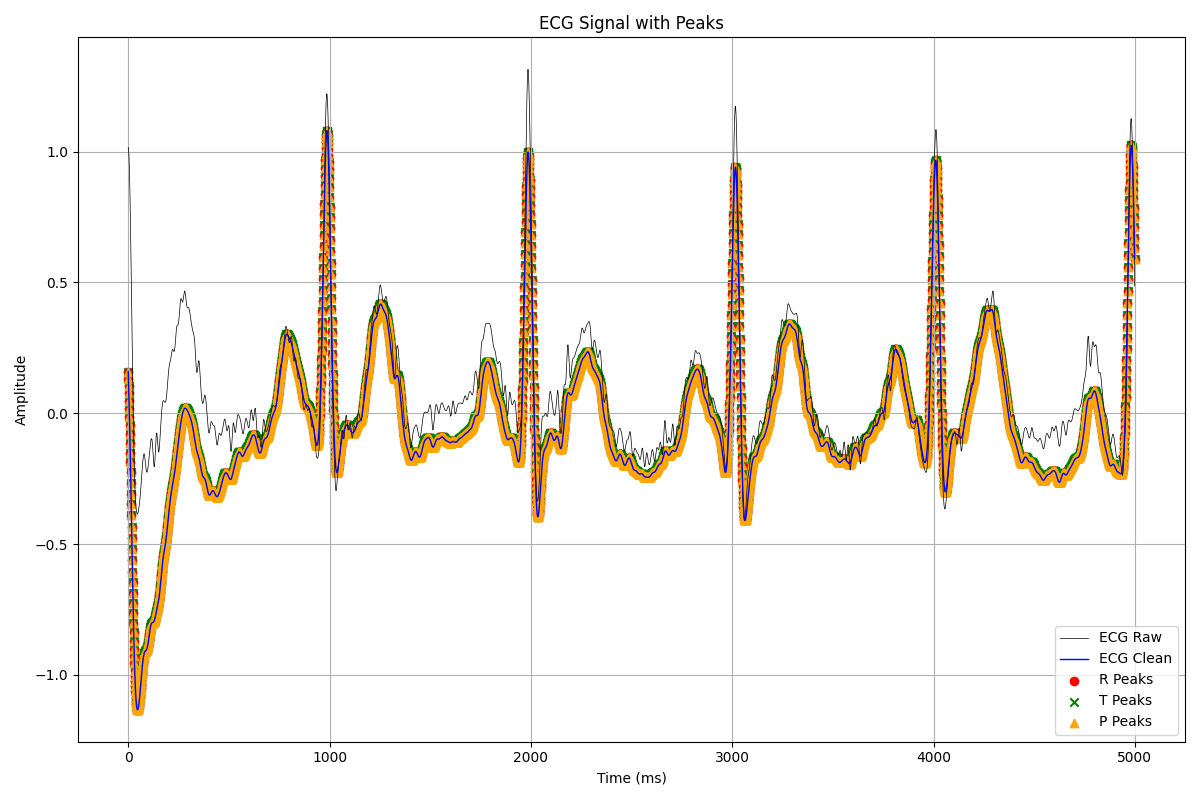 ECG Signal with Peaks
Amplitude
1.0
0.5
0.0
−0.5
−1.0
0
1000
2000
3000
4000
5000
Time (ms)
ECG Raw
ECG Clean
R Peaks
T Peaks
P Peaks